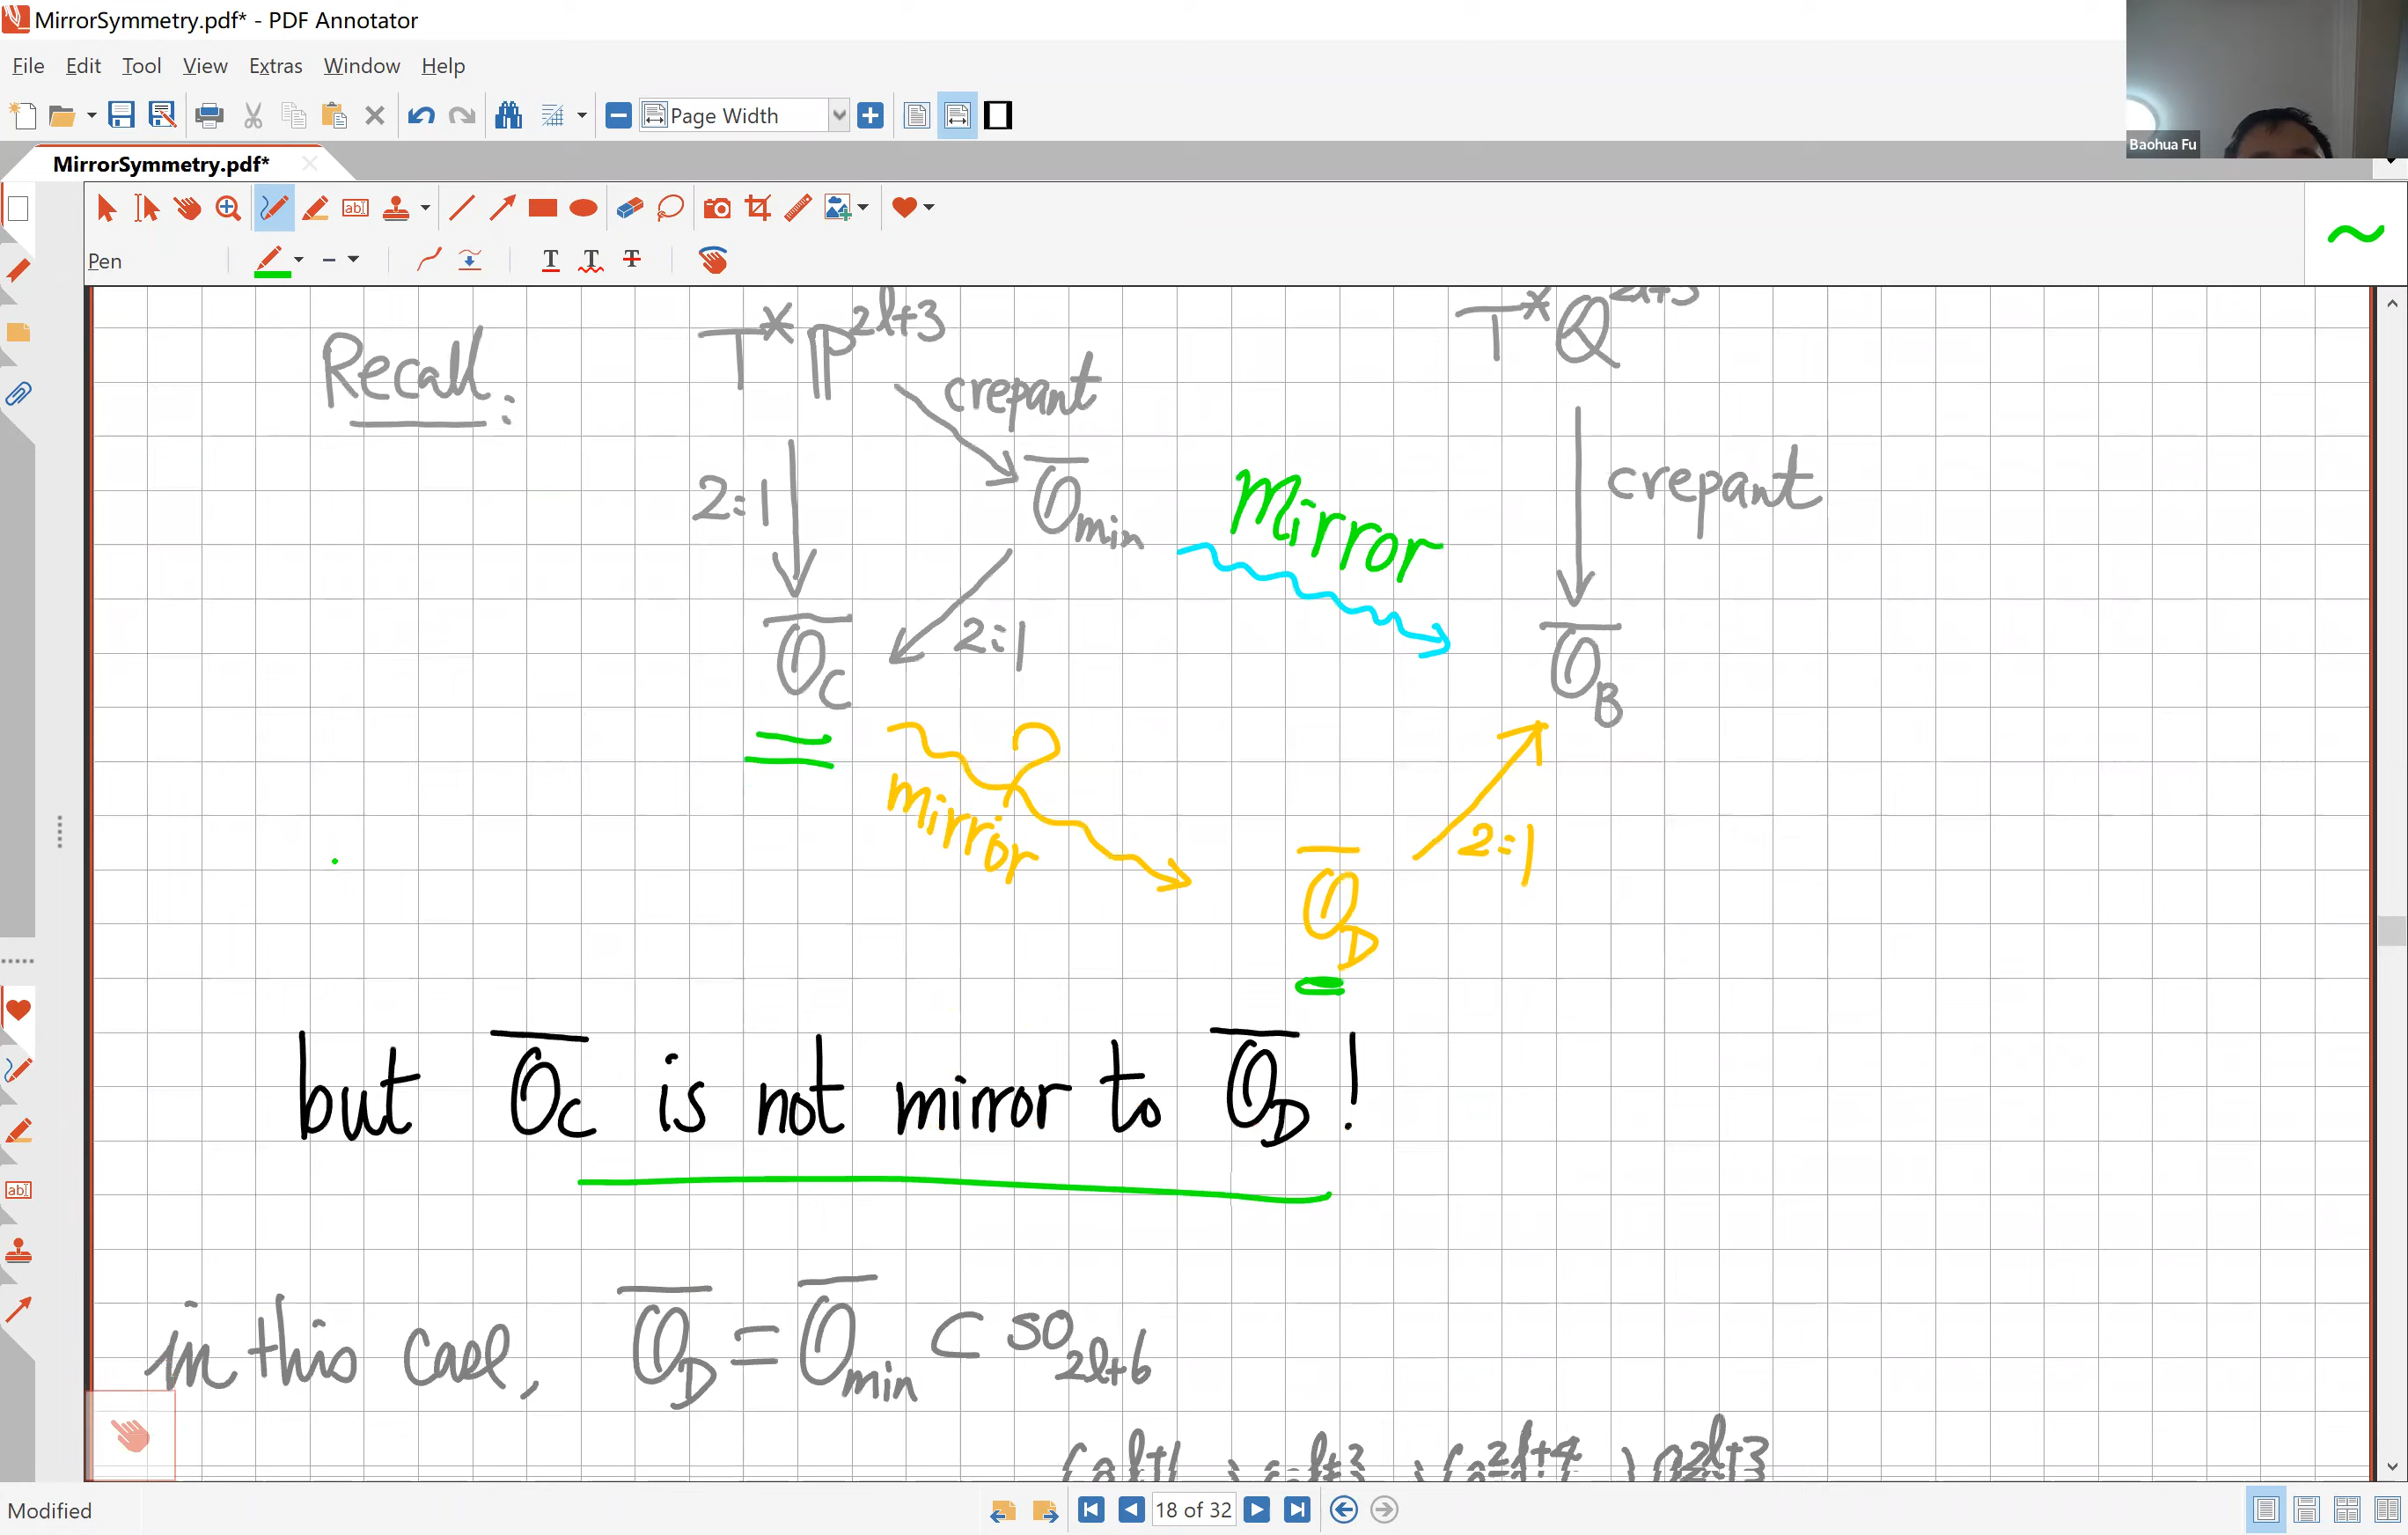 MirrorSymmetry.pdf* - PDF Annotator
File Edit Tool View Extras Window Help
Page Width
Baohua Fu
MirrorSymmetry.pdf*
Pen
Recall:
T* ℙ^{2l+3}
T* Q^{2l+3}
crepant
2:1
Ō_min
Mirror
crepant
2:1
Ō_C
Ō_B
?
mirror
2:1
Ō_D
but Ō_C is not mirror to Ō_D !
in this case, Ō_D = Ō_min ⊂ so_{2l+6}
Modified
18 of 32